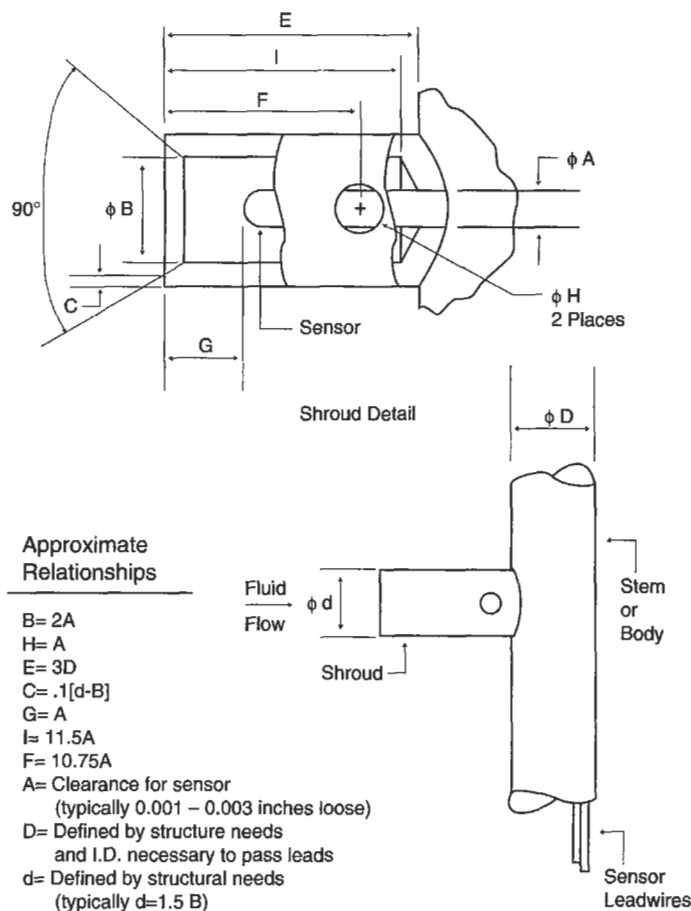 E
I
F
ϕ A
90°
ϕ B
C
ϕ H
2 Places
Sensor
G
Shroud Detail
ϕ D
Approximate
Relationships
B= 2A
H= A
E= 3D
C= .1[d-B]
G= A
I≈ 11.5A
F= 10.75A
A= Clearance for sensor
(typically 0.001 – 0.003 inches loose)
D= Defined by structure needs
and I.D. necessary to pass leads
d= Defined by structural needs
(typically d=1.5 B)
Fluid
Flow
ϕ d
Shroud
Stem
or
Body
Sensor
Leadwires